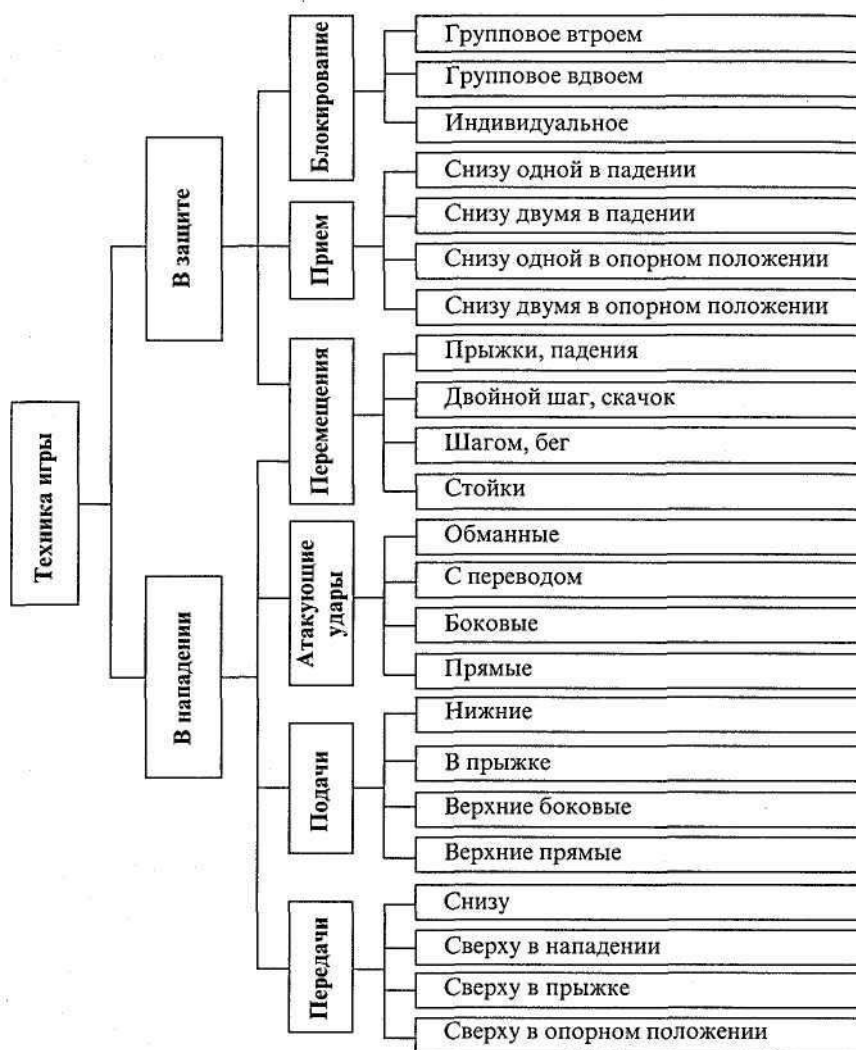 Техника игры
В защите
В нападении
Блокирование
Групповое втроем
Групповое вдвоем
Индивидуальное
Прием
Снизу одной в падении
Снизу двумя в падении
Снизу одной в опорном положении
Снизу двумя в опорном положении
Перемещения
Прыжки, падения
Двойной шаг, скачок
Шагом, бег
Стойки
Атакующие
удары
Обманные
С переводом
Боковые
Прямые
Подачи
Нижние
В прыжке
Верхние боковые
Верхние прямые
Передачи
Снизу
Сверху в нападении
Сверху в прыжке
Сверху в опорном положении